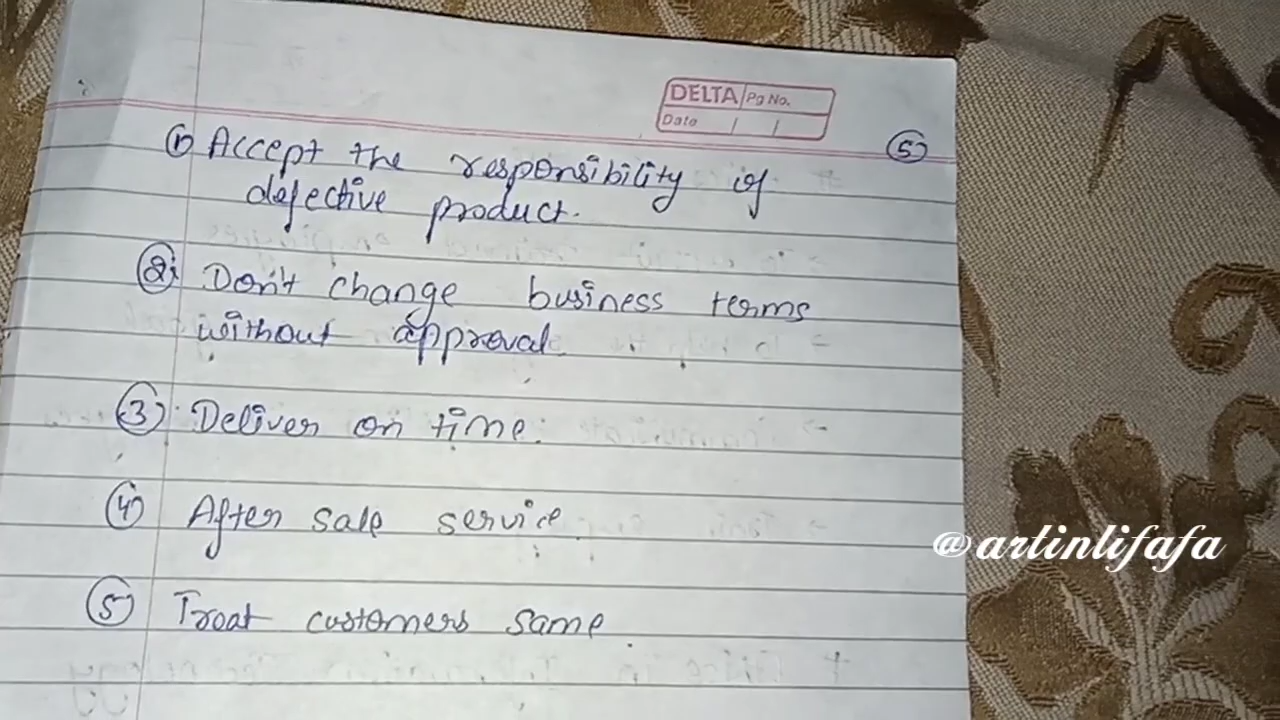 DELTA Pg No.
Date / /
(5)
(1) Accept the responsibility of
defective product.
(2) Don't change business terms
without approval.
(3) Deliver on time.
(4) After sale service.
(5) Treat customers same.
@artinlifafa